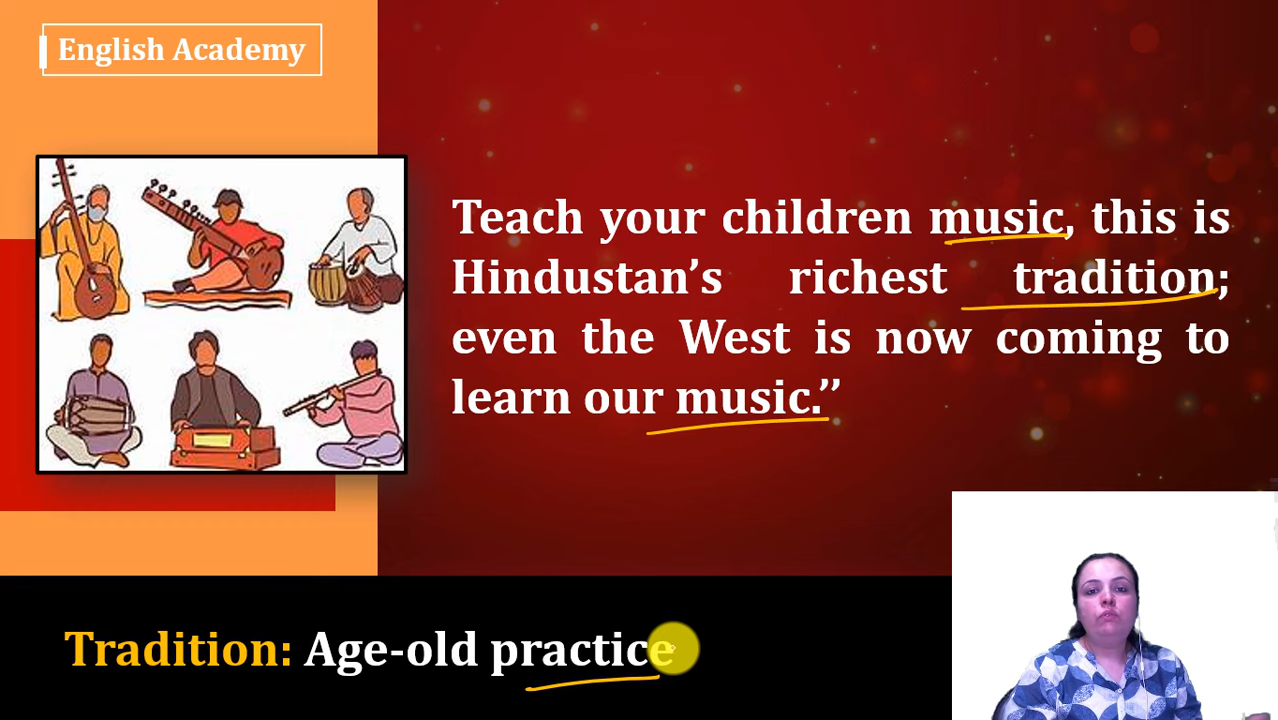 English Academy
Teach your children music, this is
Hindustan’s richest tradition;
even the West is now coming to
learn our music.’’
Tradition: Age-old practice